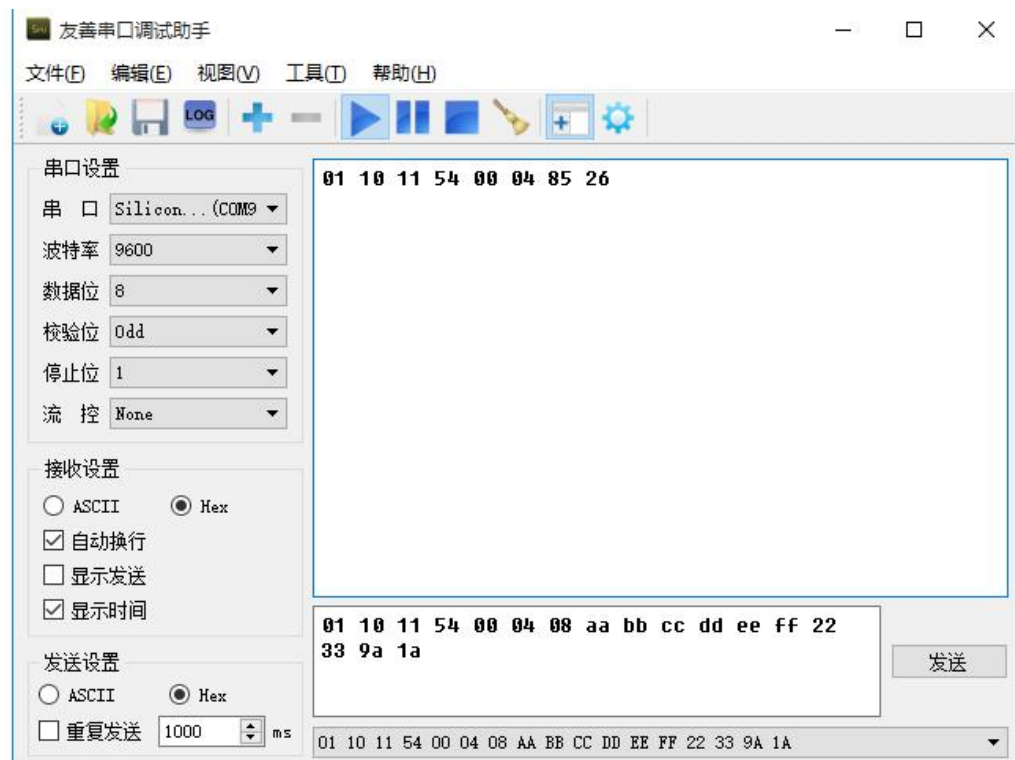 友善串口调试助手
文件(F) 编辑(E) 视图(V) 工具(T) 帮助(H)
LOG
串口设置
串 口 Silicon...(COM9
波特率 9600
数据位 8
校验位 Odd
停止位 1
流 控 None
接收设置
ASCII Hex
自动换行
显示发送
显示时间
发送设置
ASCII Hex
重复发送 1000 ms
01 10 11 54 00 04 85 26
01 10 11 54 00 04 08 aa bb cc dd ee ff 22
33 9a 1a
发送
01 10 11 54 00 04 08 AA BB CC DD EE FF 22 33 9A 1A